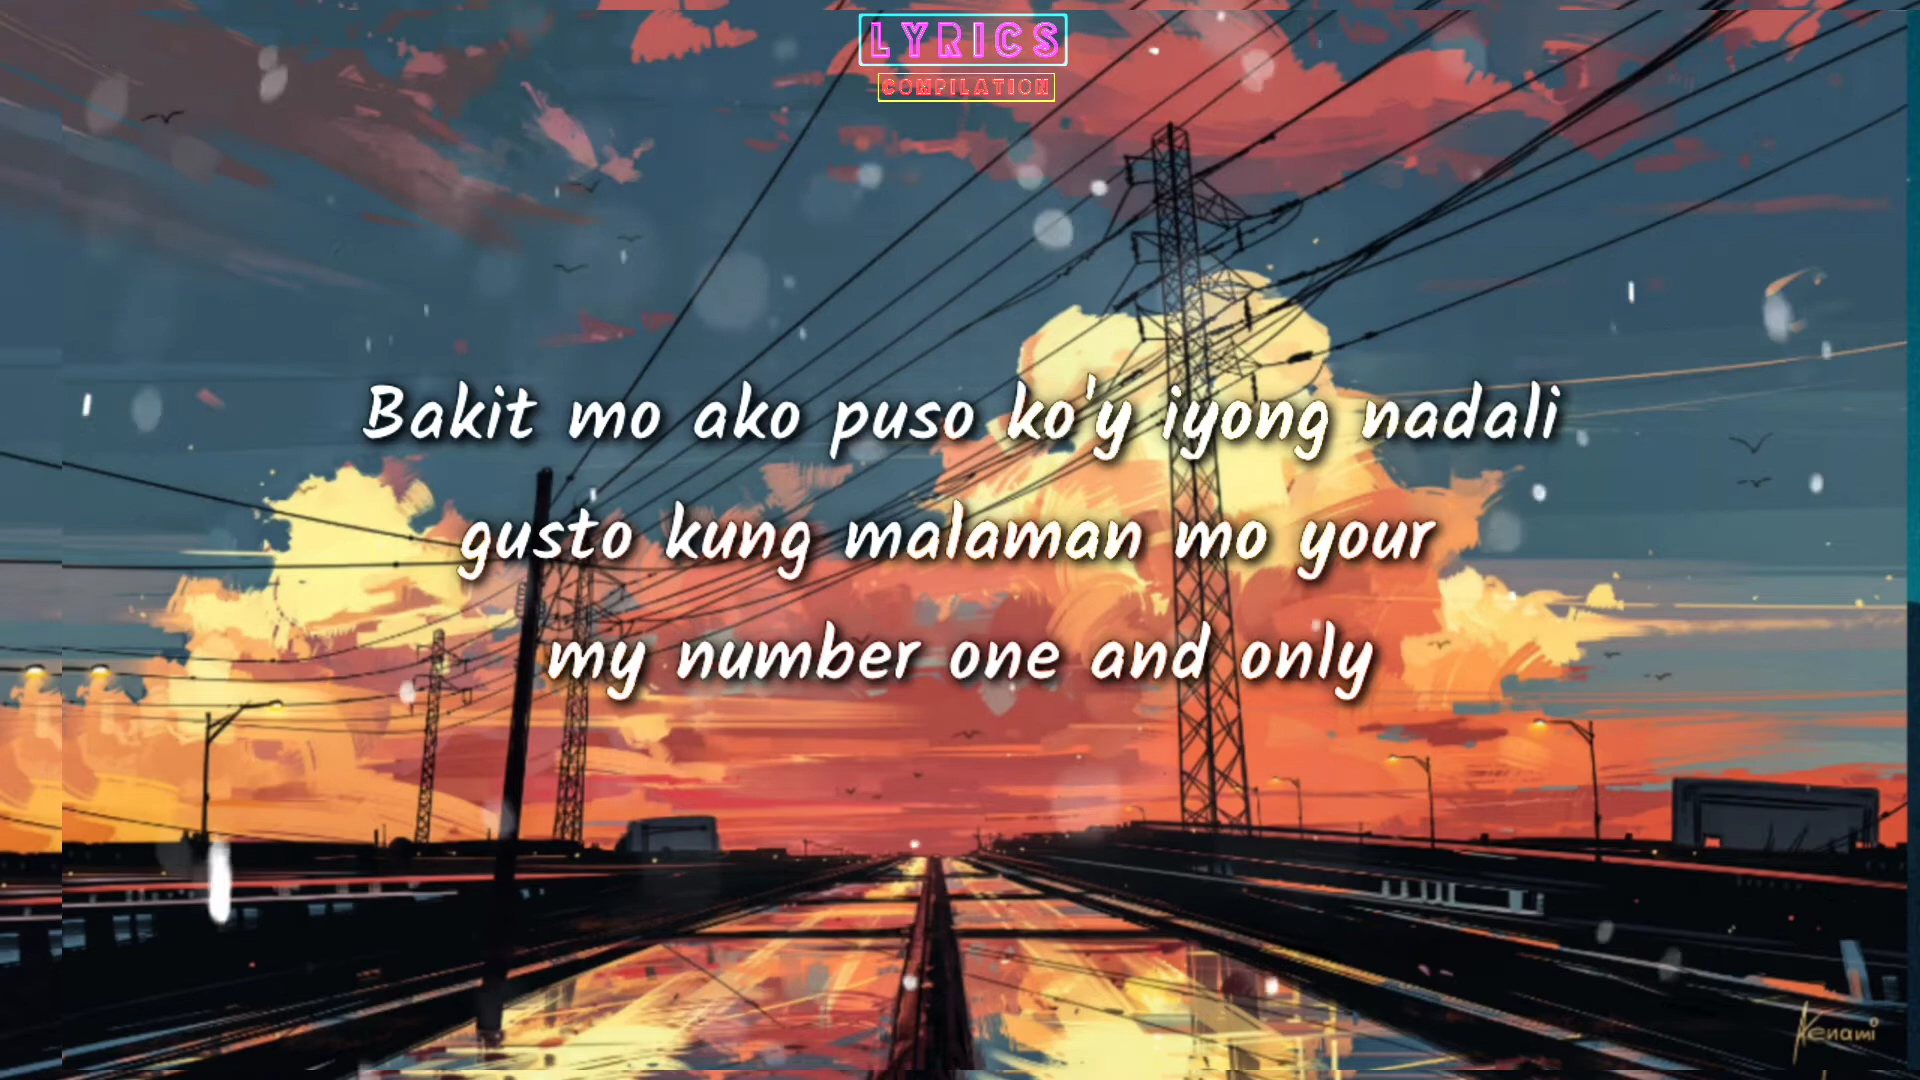 LYRICS
COMPILATION
Bakit mo ako puso ko'y iyong nadali
gusto kung malaman mo your
my number one and only
Xenami